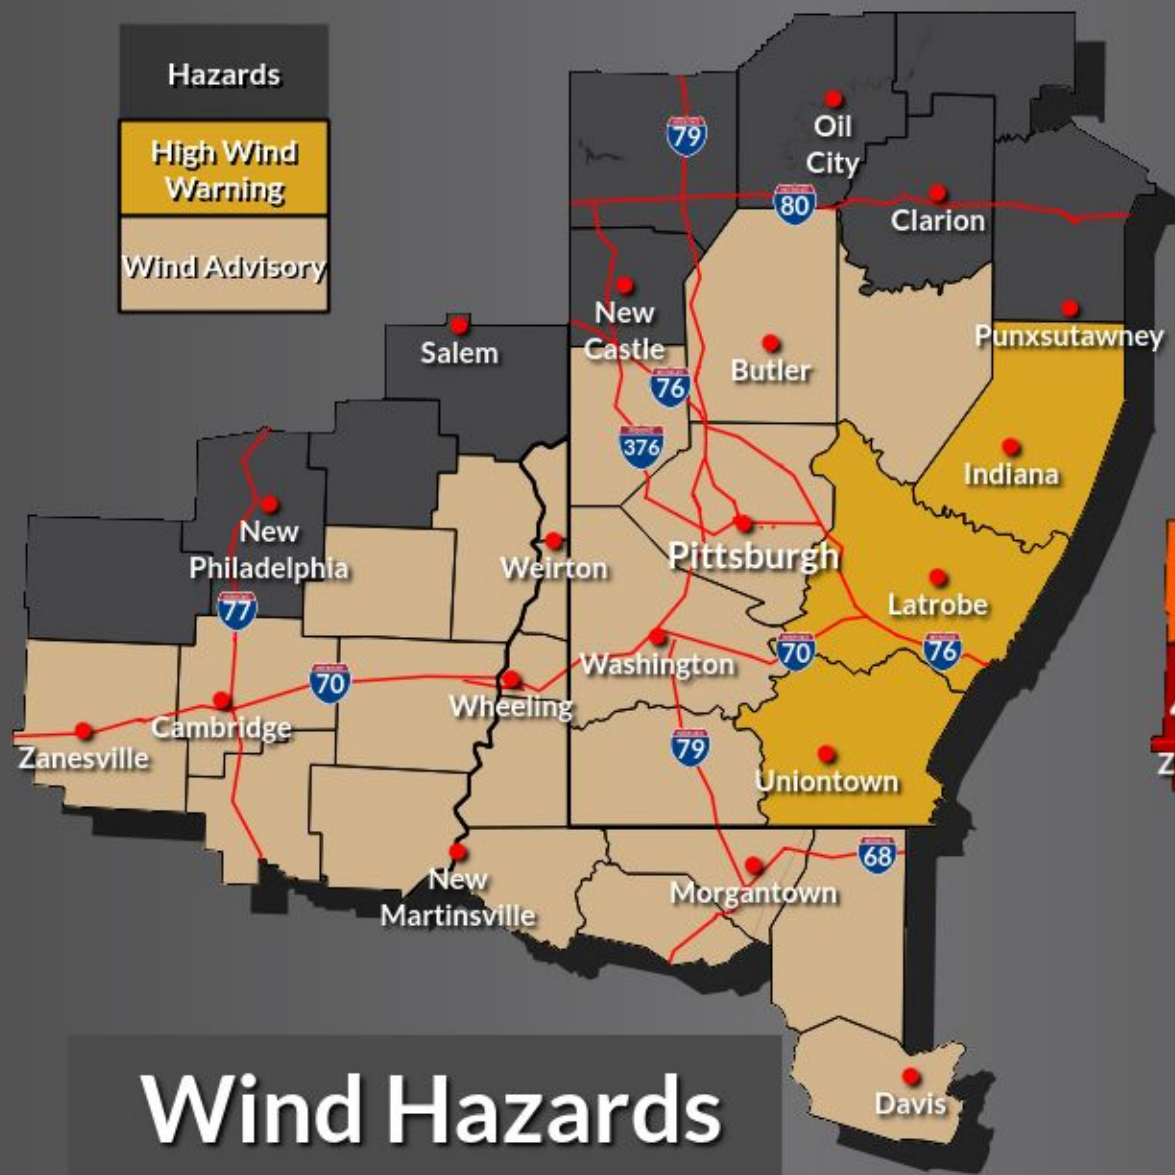 Hazards
High Wind
Warning
Wind Advisory
79
Oil
City
80
Clarion
New
Castle
Punxsutawney
Salem
76
Butler
376
Indiana
New
Philadelphia
Weirton
Pittsburgh
77
Latrobe
70
Washington
70
76
Wheeling
Cambridge
Zanesville
79
Uniontown
68
New
Martinsville
Morgantown
Davis
Wind Hazards
Z